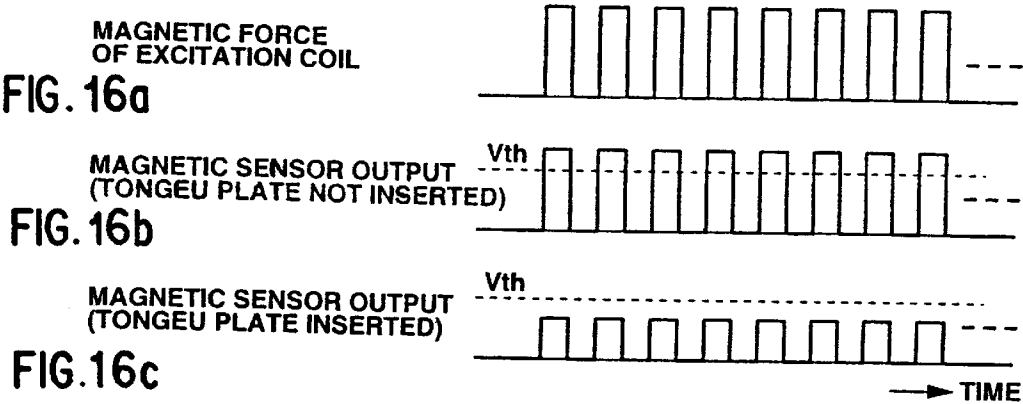 MAGNETIC FORCE
OF EXCITATION COIL
FIG. 16a
MAGNETIC SENSOR OUTPUT
(TONGEU PLATE NOT INSERTED)
Vth
FIG. 16b
MAGNETIC SENSOR OUTPUT
(TONGEU PLATE INSERTED)
Vth
FIG. 16c
TIME